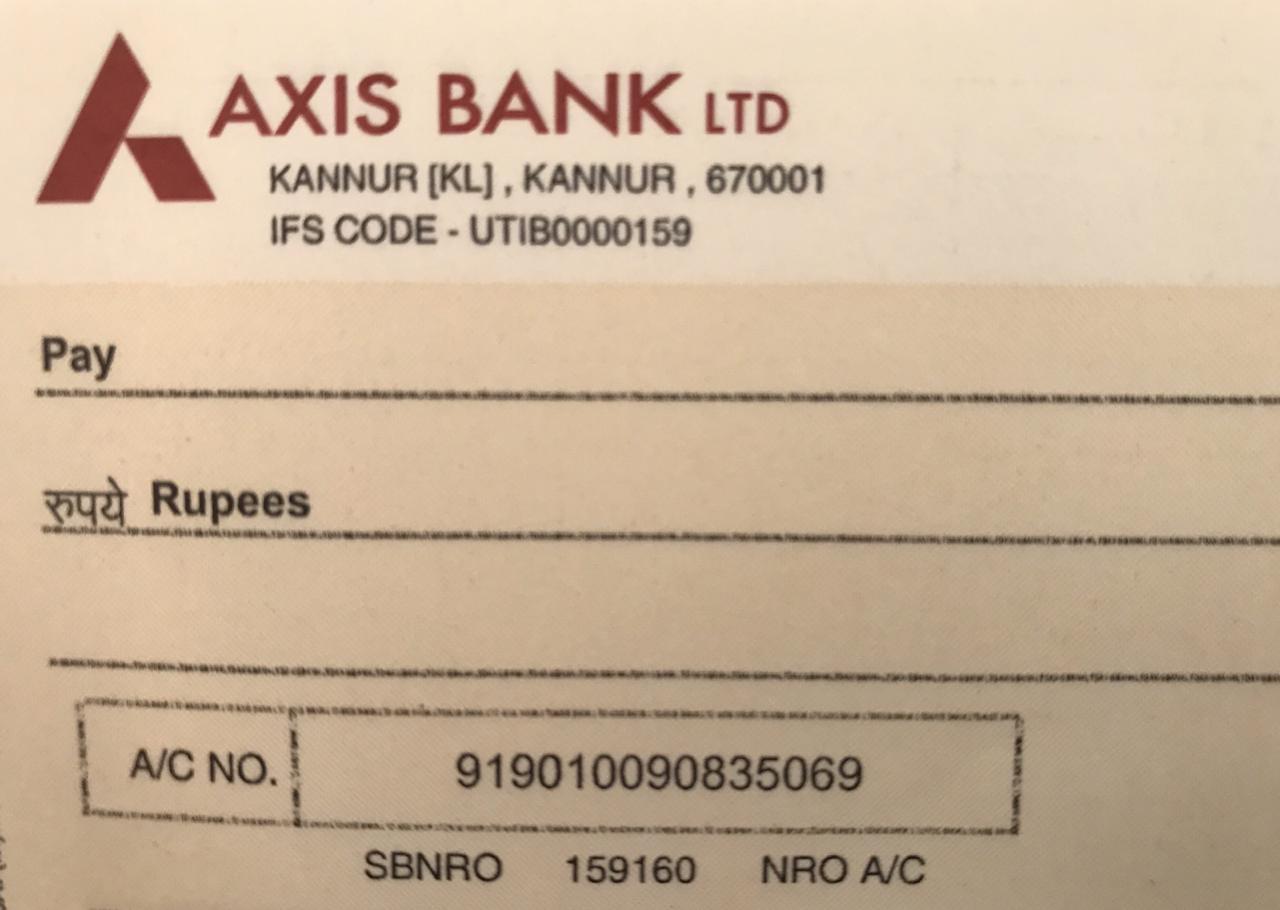 AXIS BANK LTD
KANNUR [KL] , KANNUR , 670001
IFS CODE - UTIB0000159
Pay
रुपये Rupees
A/C NO. 919010090835069
SBNRO 159160 NRO A/C